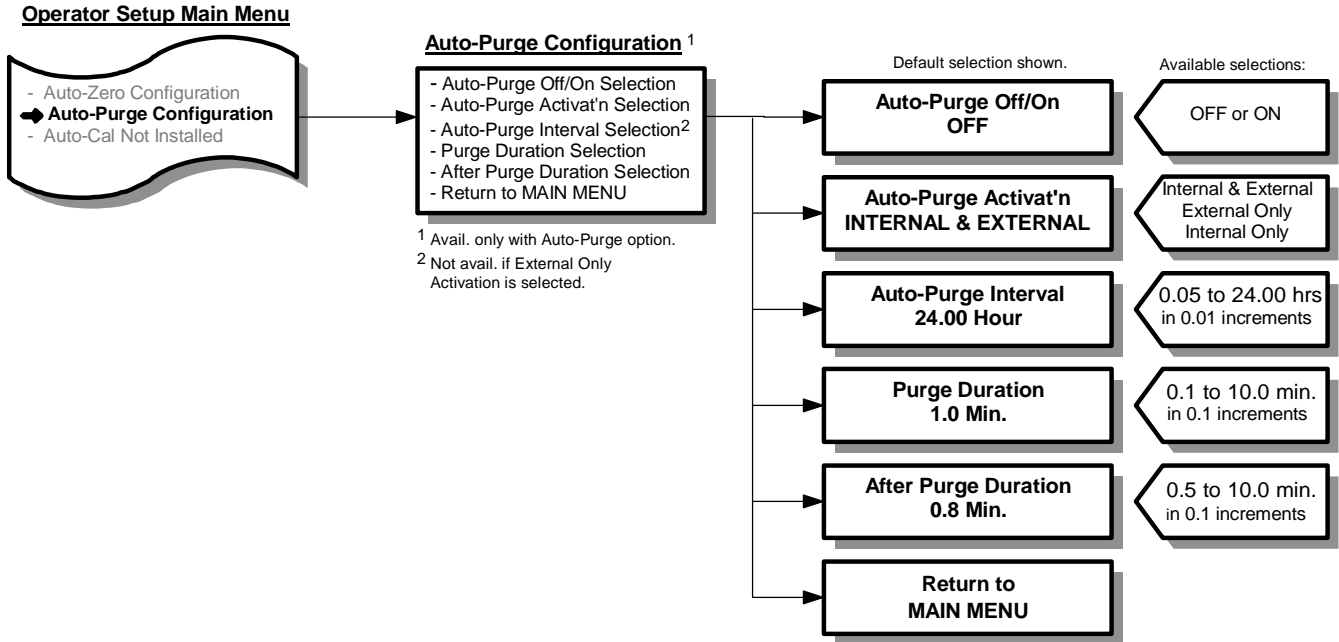 Operator Setup Main Menu
- Auto-Zero Configuration
Auto-Purge Configuration
- Auto-Cal Not Installed
Auto-Purge Configuration 1
- Auto-Purge Off/On Selection
- Auto-Purge Activat'n Selection
- Auto-Purge Interval Selection2
- Purge Duration Selection
- After Purge Duration Selection
- Return to MAIN MENU
1 Avail. only with Auto-Purge option.
2 Not avail. if External Only
Activation is selected.
Default selection shown.
Available selections:
Auto-Purge Off/On
OFF
OFF or ON
Auto-Purge Activat'n
INTERNAL & EXTERNAL
Internal & External
External Only
Internal Only
Auto-Purge Interval
24.00 Hour
0.05 to 24.00 hrs
in 0.01 increments
Purge Duration
1.0 Min.
0.1 to 10.0 min.
in 0.1 increments
After Purge Duration
0.8 Min.
0.5 to 10.0 min.
in 0.1 increments
Return to
MAIN MENU